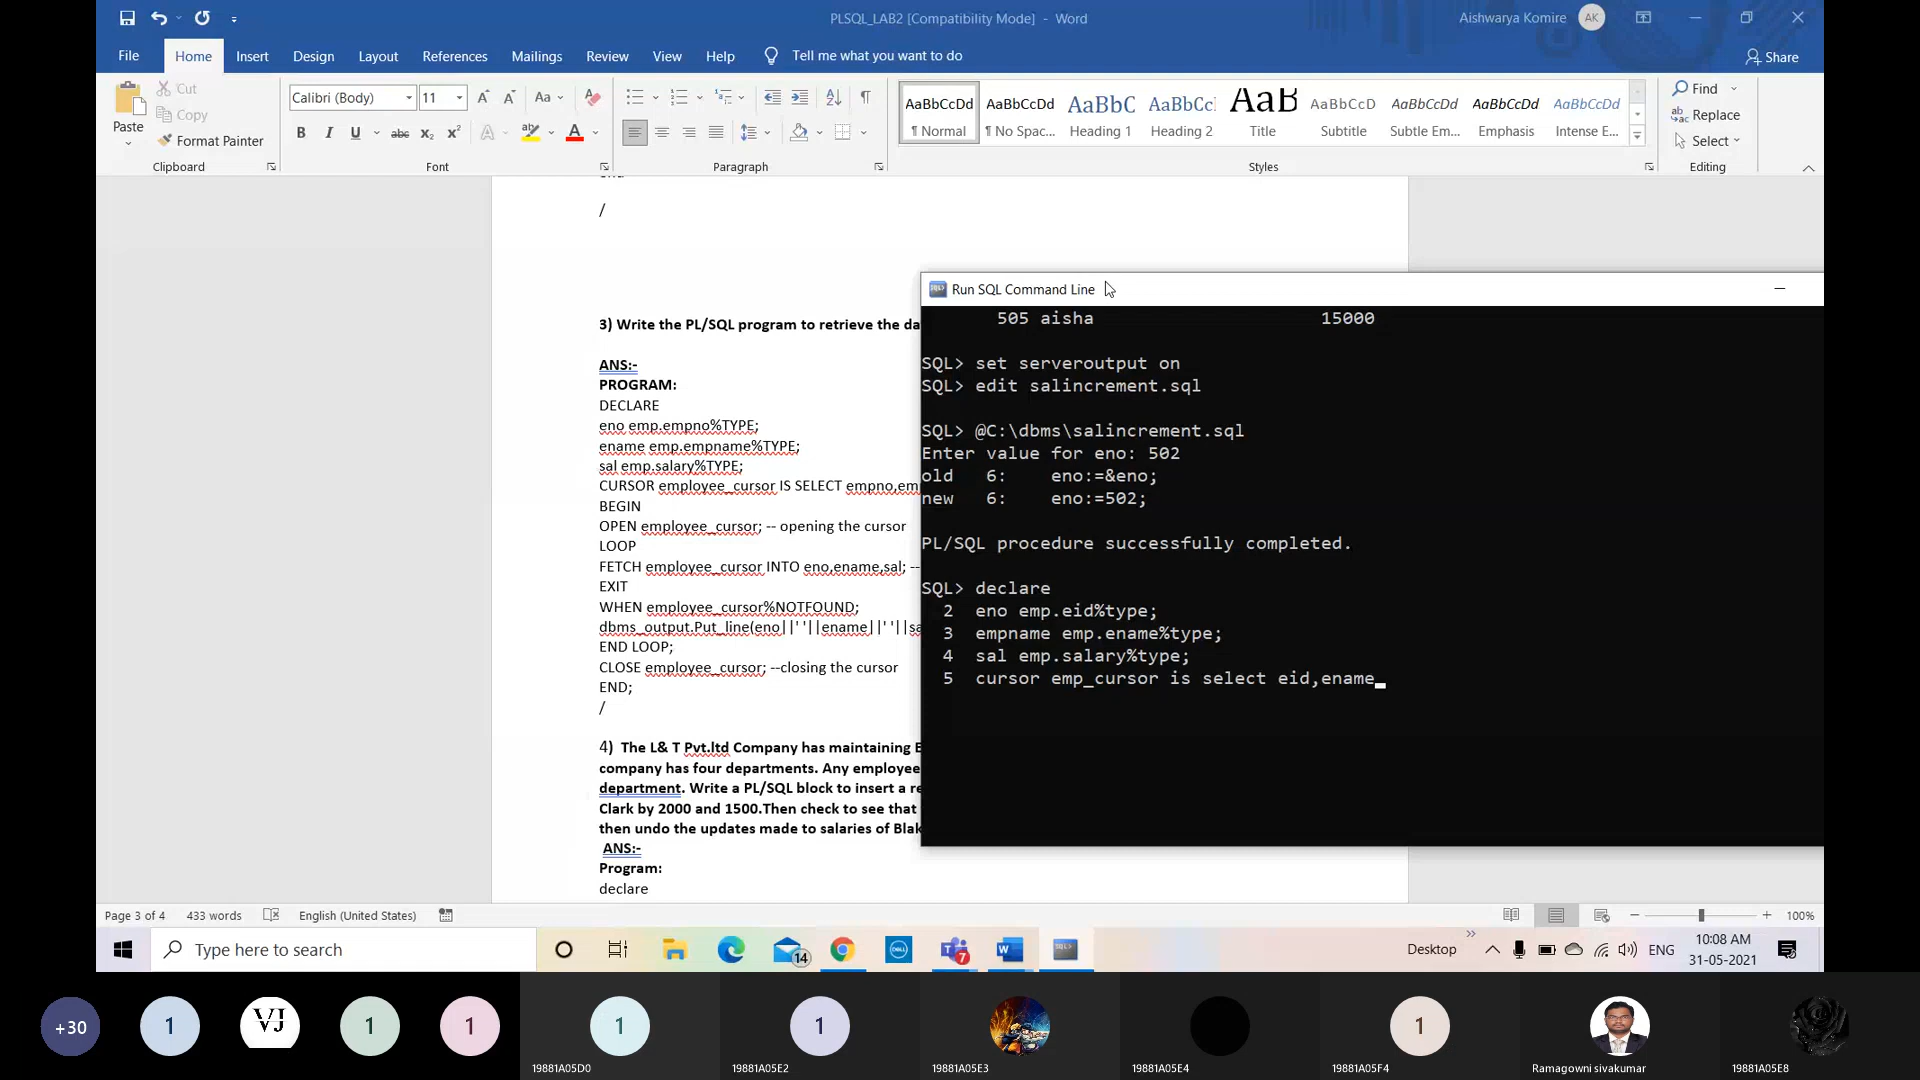 PLSQL_LAB2 [Compatibility Mode] - Word
Aishwarya Komire
AK
File Home Insert Design Layout References Mailings Review View Help Tell me what you want to do
Share
Paste
Cut
Copy
Format Painter
Clipboard
Calibri (Body) 11
Font
Paragraph
AaBbCcDd AaBbCcDd AaBbC AaBbCc AaB AaBbCcD AaBbCcDd AaBbCcDd AaBbCcDd
¶ Normal ¶ No Spac... Heading 1 Heading 2 Title Subtitle Subtle Em... Emphasis Intense E...
Styles
Find
Replace
Select
Editing
/
3) Write the PL/SQL program to retrieve the da
ANS:-
PROGRAM:
DECLARE
eno emp.empno%TYPE;
ename emp.empname%TYPE;
sal emp.salary%TYPE;
CURSOR employee_cursor IS SELECT empno,em
BEGIN
OPEN employee_cursor; -- opening the cursor
LOOP
FETCH employee_cursor INTO eno,ename,sal; --
EXIT
WHEN employee_cursor%NOTFOUND;
dbms_output.Put_line(eno||' '||ename||' '||sa
END LOOP;
CLOSE employee_cursor; --closing the cursor
END;
/
4) The L& T Pvt.ltd Company has maintaining E
company has four departments. Any employee
department. Write a PL/SQL block to insert a re
Clark by 2000 and 1500.Then check to see that
then undo the updates made to salaries of Blak
ANS:-
Program:
declare
Run SQL Command Line
505 aisha 15000
SQL> set serveroutput on
SQL> edit salincrement.sql
SQL> @C:\dbms\salincrement.sql
Enter value for eno: 502
old 6: eno:=&eno;
new 6: eno:=502;
PL/SQL procedure successfully completed.
SQL> declare
2 eno emp.eid%type;
3 empname emp.ename%type;
4 sal emp.salary%type;
5 cursor emp_cursor is select eid,ename
Page 3 of 4 433 words English (United States) 100%
Type here to search
14
7
Desktop
ENG
10:08 AM
31-05-2021
+30 1 VJ 1 1 1 1 1
19881A05D0 19881A05E2 19881A05E3 19881A05E4 19881A05F4 Ramagowni sivakumar 19881A05E8